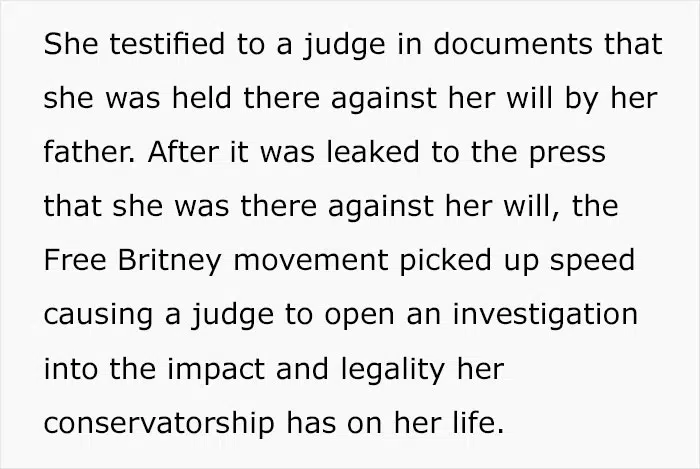 She testified to a judge in documents that
she was held there against her will by her
father. After it was leaked to the press
that she was there against her will, the
Free Britney movement picked up speed
causing a judge to open an investigation
into the impact and legality her
conservatorship has on her life.